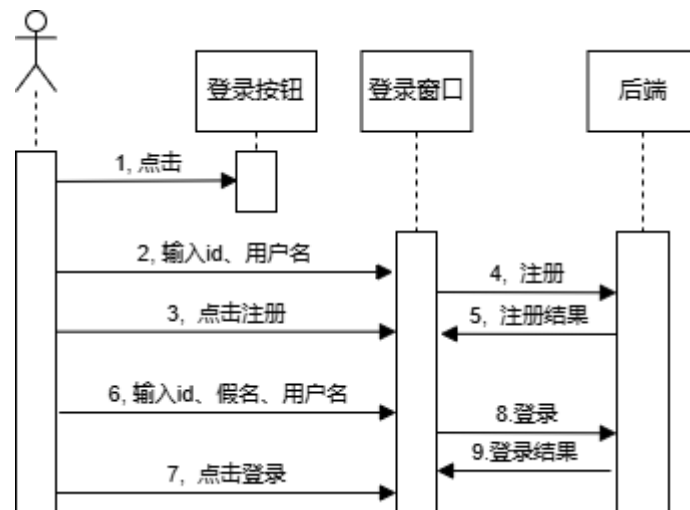 登录按钮
登录窗口
后端
1, 点击
2, 输入id、用户名
4, 注册
3, 点击注册
5, 注册结果
6, 输入id、假名、用户名
8.登录
9.登录结果
7, 点击登录